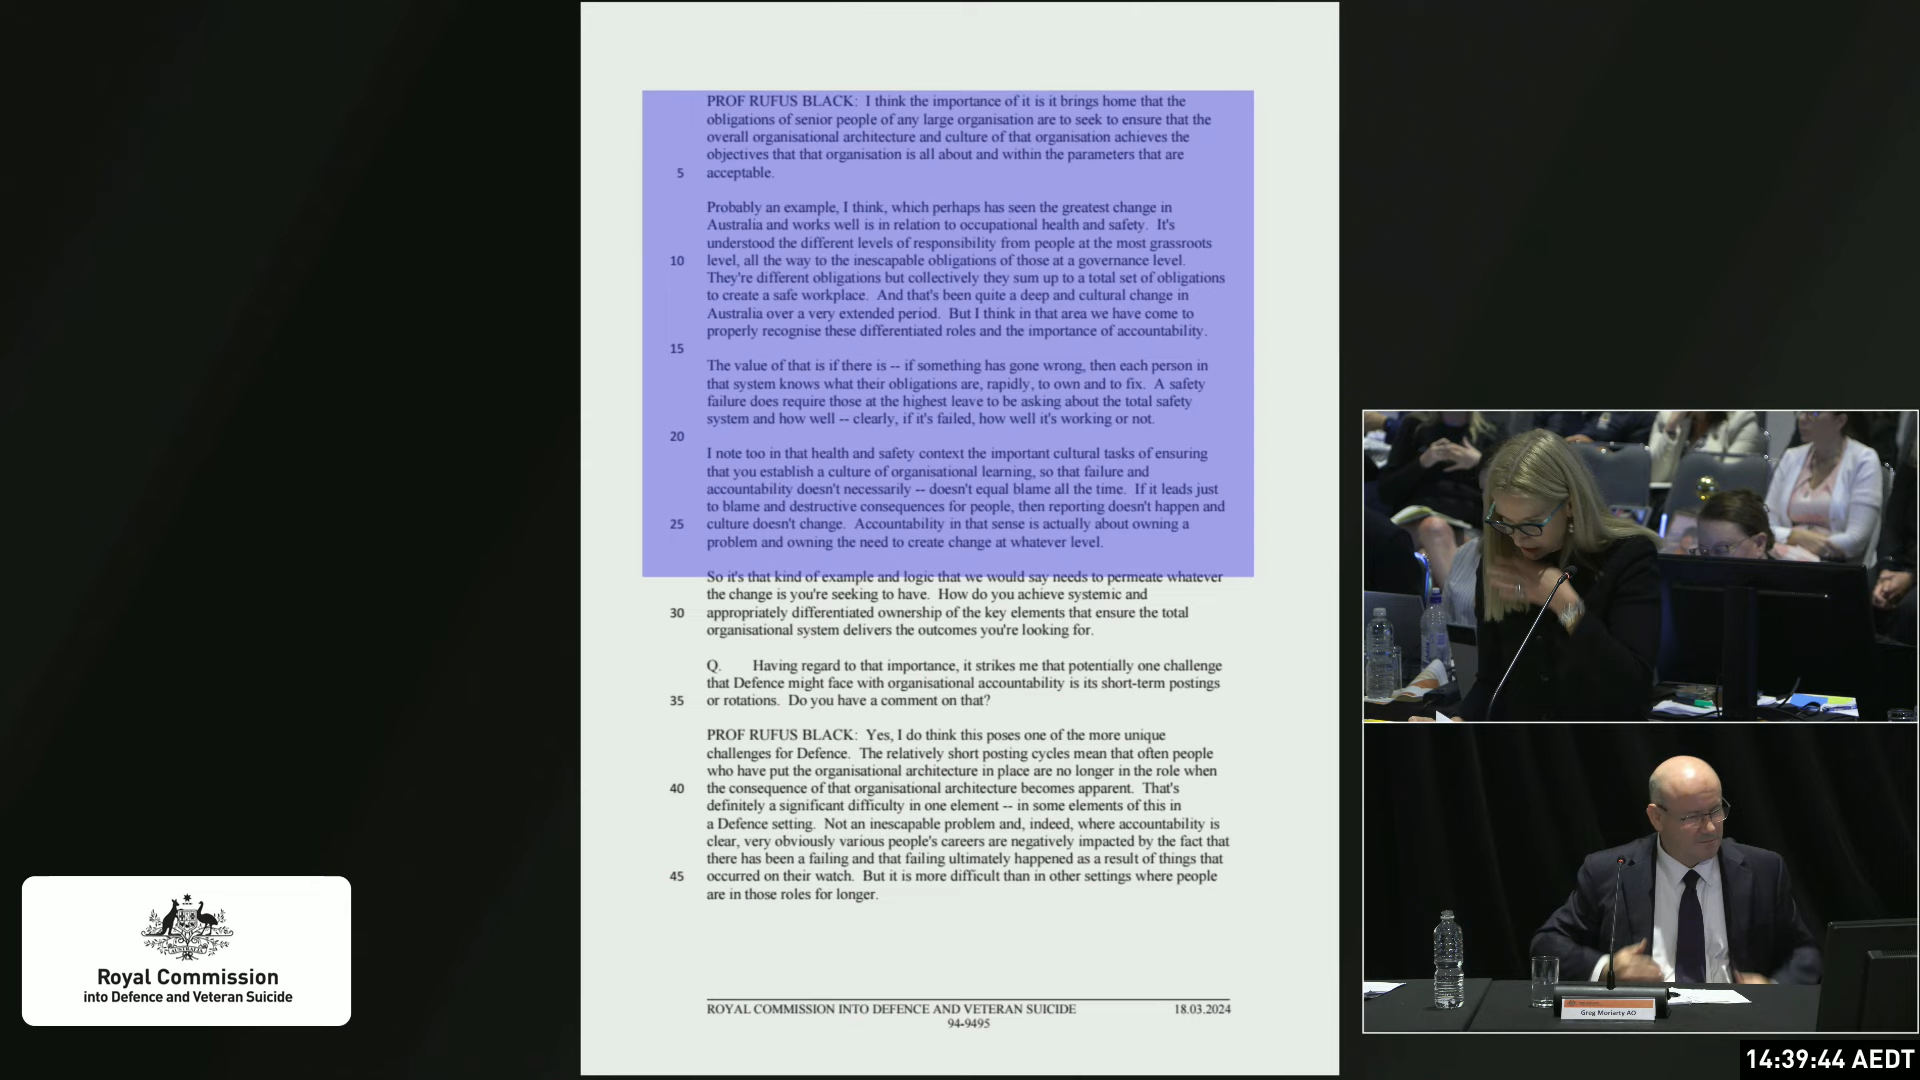 PROF RUFUS BLACK: I think the importance of it is it brings home that the
obligations of senior people of any large organisation are to seek to ensure that the
overall organisational architecture and culture of that organisation achieves the
objectives that that organisation is all about and within the parameters that are
5 acceptable.
Probably an example, I think, which perhaps has seen the greatest change in
Australia and works well is in relation to occupational health and safety. It's
understood the different levels of responsibility from people at the most grassroots
10 level, all the way to the inescapable obligations of those at a governance level.
They're different obligations but collectively they sum up to a total set of obligations
to create a safe workplace. And that's been quite a deep and cultural change in
Australia over a very extended period. But I think in that area we have come to
properly recognise these differentiated roles and the importance of accountability.
15
The value of that is if there is -- if something has gone wrong, then each person in
that system knows what their obligations are, rapidly, to own and to fix. A safety
failure does require those at the highest leave to be asking about the total safety
system and how well -- clearly, if it's failed, how well it's working or not.
20
I note too in that health and safety context the important cultural tasks of ensuring
that you establish a culture of organisational learning, so that failure and
accountability doesn't necessarily -- doesn't equal blame all the time. If it leads just
to blame and destructive consequences for people, then reporting doesn't happen and
25 culture doesn't change. Accountability in that sense is actually about owning a
problem and owning the need to create change at whatever level.
So it's that kind of example and logic that we would say needs to permeate whatever
the change is you're seeking to have. How do you achieve systemic and
30 appropriately differentiated ownership of the key elements that ensure the total
organisational system delivers the outcomes you're looking for.
Q. Having regard to that importance, it strikes me that potentially one challenge
that Defence might face with organisational accountability is its short-term postings
35 or rotations. Do you have a comment on that?
PROF RUFUS BLACK: Yes, I do think this poses one of the more unique
challenges for Defence. The relatively short posting cycles mean that often people
who have put the organisational architecture in place are no longer in the role when
40 the consequence of that organisational architecture becomes apparent. That's
definitely a significant difficulty in one element -- in some elements of this in
a Defence setting. Not an inescapable problem and, indeed, where accountability is
clear, very obviously various people's careers are negatively impacted by the fact that
there has been a failing and that failing ultimately happened as a result of things that
45 occurred on their watch. But it is more difficult than in other settings where people
are in those roles for longer.
ROYAL COMMISSION INTO DEFENCE AND VETERAN SUICIDE 18.03.2024
94-9495
AUSTRALIA
Royal Commission
into Defence and Veteran Suicide
Greg Moriarty AO
14:39:44 AEDT